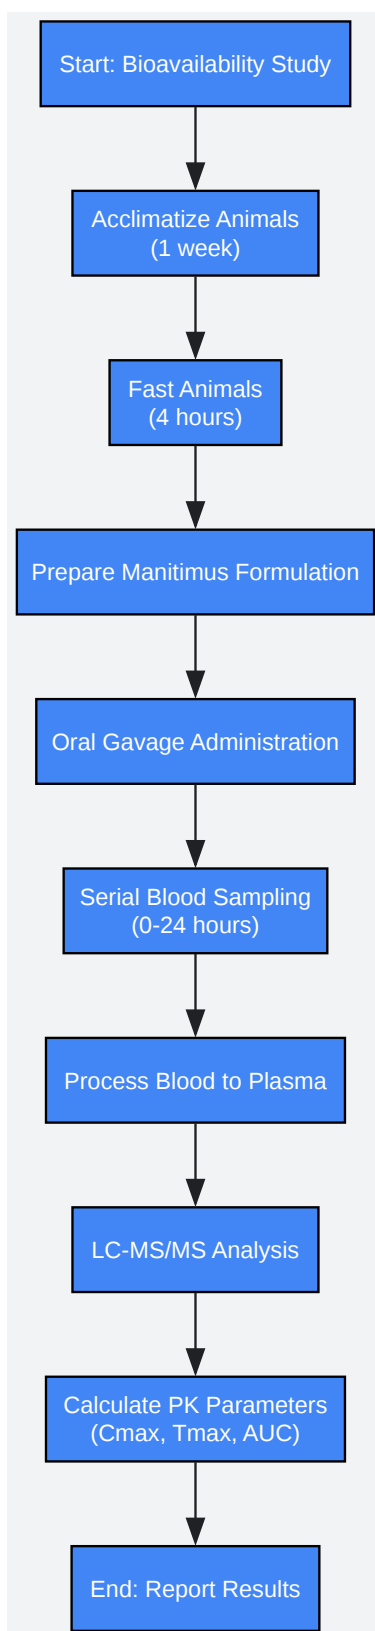 Start: Bioavailability Study
Acclimatize Animals
(1 week)
Fast Animals
(4 hours)
Prepare Manitimus Formulation
Oral Gavage Administration
Serial Blood Sampling
(0-24 hours)
Process Blood to Plasma
LC-MS/MS Analysis
Calculate PK Parameters
(Cmax, Tmax, AUC)
End: Report Results